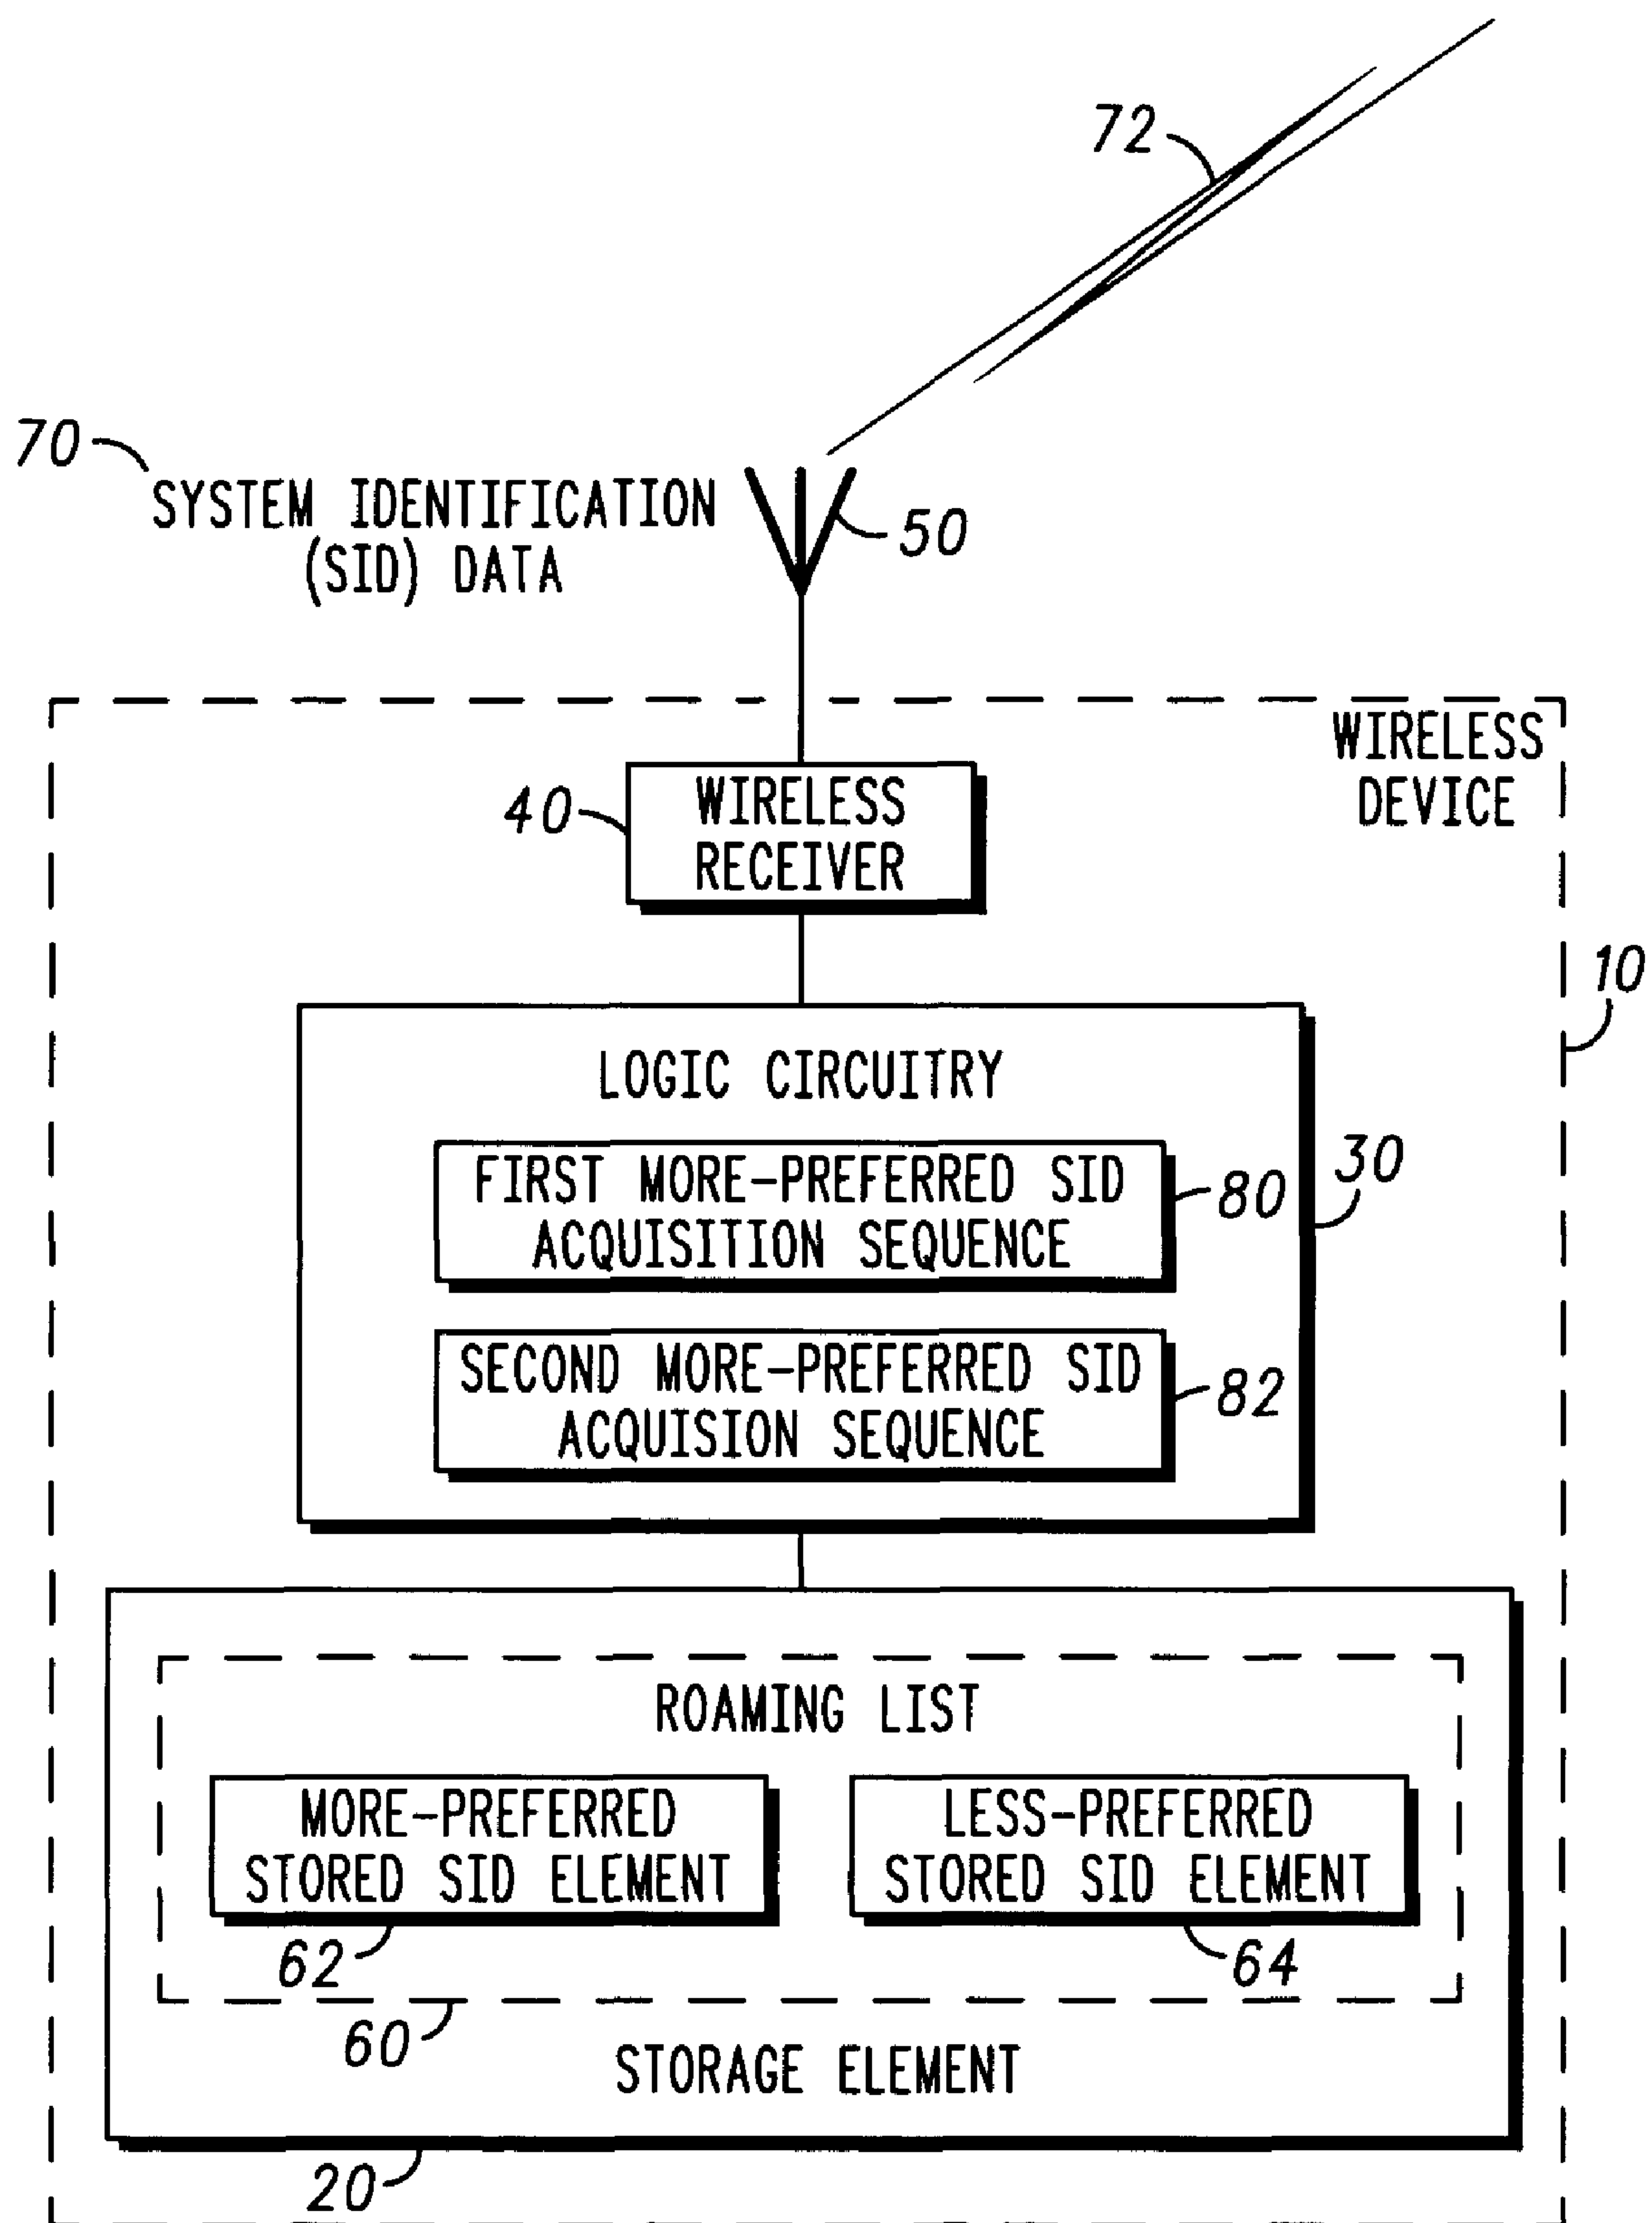 72
70
SYSTEM IDENTIFICATION
(SID) DATA
50
WIRELESS
DEVICE
40
WIRELESS
RECEIVER
10
LOGIC CIRCUITRY
30
FIRST MORE-PREFERRED SID
ACQUISITION SEQUENCE
80
SECOND MORE-PREFERRED SID
ACQUISION SEQUENCE
82
ROAMING LIST
MORE-PREFERRED
STORED SID ELEMENT
LESS-PREFERRED
STORED SID ELEMENT
62
64
60
STORAGE ELEMENT
20